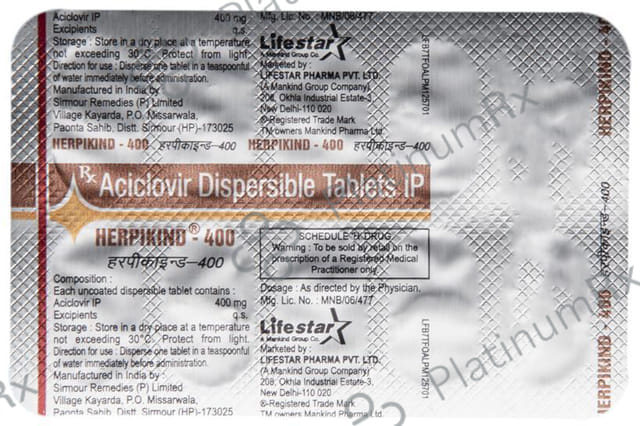 Aciclovir IP 400 mg
Excipients q.s.
Storage : Store in a dry place at a temperature
not exceeding 30°C. Protect from light.
Direction for use : Disperse one tablet in a teaspoonful
of water immediately before administration.
Manufactured in India by :
Sirmour Remedies (P) Limited
Village Kayarda, P.O. Missarwala,
Paonta Sahib, Distt. Sirmour (HP)-173025
Mfg. Lic. No. : MNB/06/477
Lifestar
A Mankind Group Co.
Marketed by :
LIFESTAR PHARMA PVT. LTD.
(A Mankind Group Company)
208, Okhla Industrial Estate-3,
New Delhi-110 020
®-Registered Trade Mark
TM owners Mankind Pharma Ltd.
HERPIKIND - 400 हरपीकाइन्ड-400 HERPIKIND - 400 हरपीकाइन्ड-400
Rx Aciclovir Dispersible Tablets IP
HERPIKIND® - 400
हरपीकाइन्ड-400
Composition :
Each uncoated dispersible tablet contains :
Aciclovir IP 400 mg
Excipients q.s.
Storage : Store in a dry place at a temperature
not exceeding 30°C. Protect from light.
Direction for use : Disperse one tablet in a teaspoonful
of water immediately before administration.
Manufactured in India by :
Sirmour Remedies (P) Limited
Village Kayarda, P.O. Missarwala,
Paonta Sahib, Distt. Sirmour (HP)-173025
SCHEDULE H DRUG
Warning : To be sold by retail on the
prescription of a Registered Medical
Practitioner only.
Dosage : As directed by the Physician.
Mfg. Lic. No. : MNB/06/477
Lifestar
A Mankind Group Co.
Marketed by :
LIFESTAR PHARMA PVT. LTD.
(A Mankind Group Company)
208, Okhla Industrial Estate-3,
New Delhi-110 020
®-Registered Trade Mark
TM owners Mankind Pharma Ltd.
HERPIKIND - 400
हरपीकाइन्ड-400
PlatinumRx
PlatinumRx